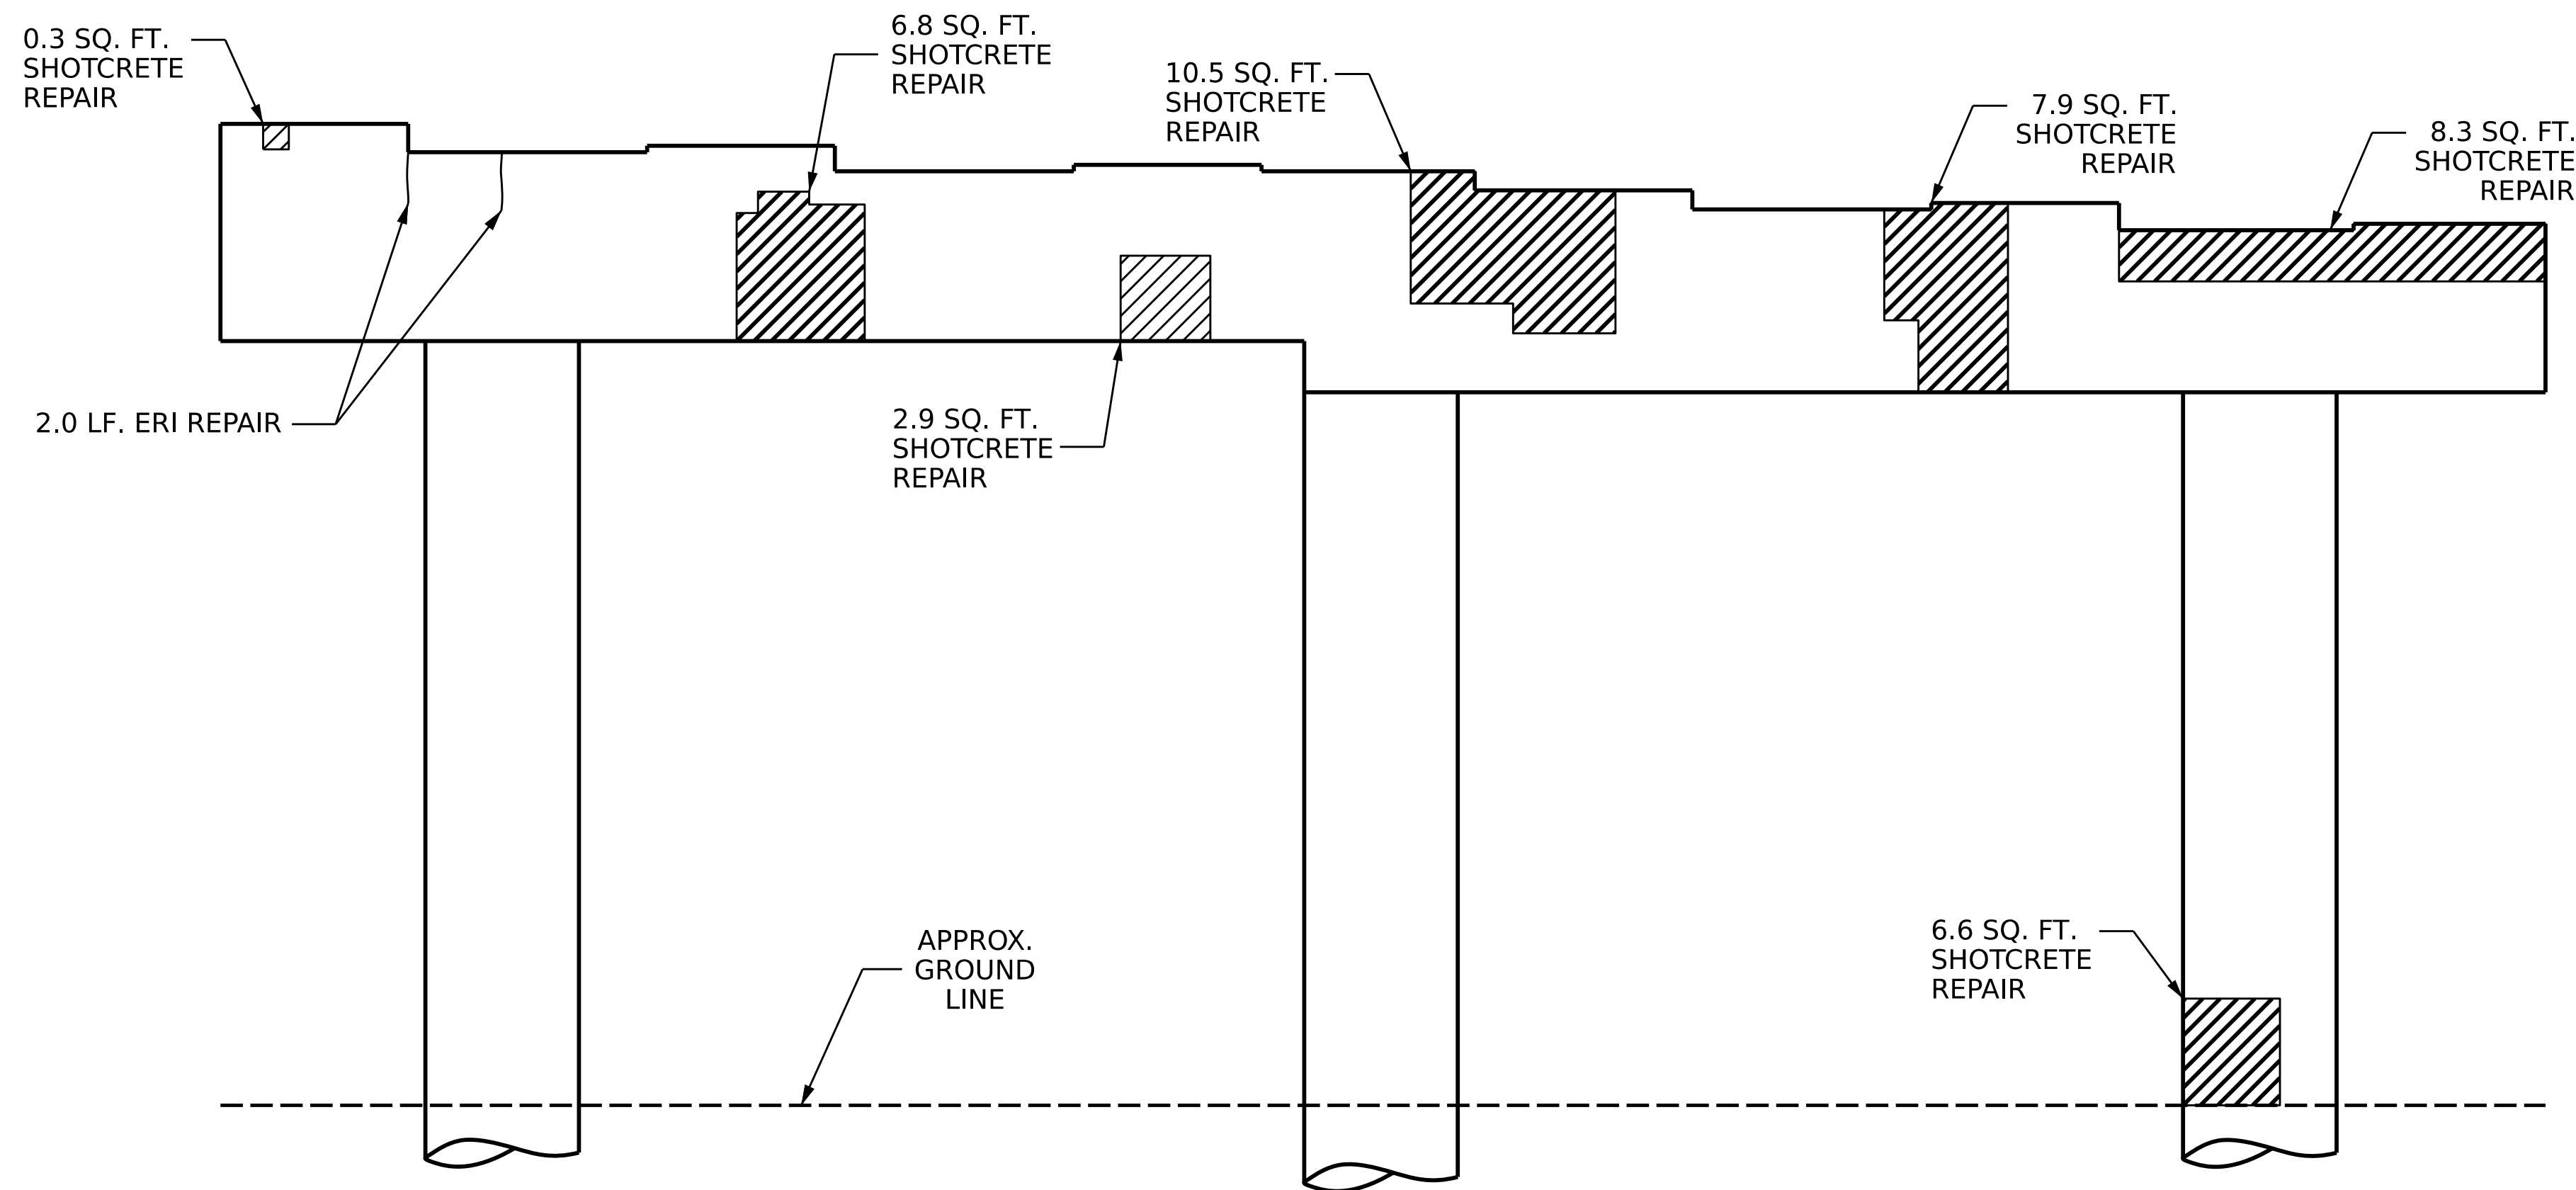 0.3 SQ. FT.
SHOTCRETE
REPAIR
6.8 SQ. FT.
SHOTCRETE
REPAIR
10.5 SQ. FT.
SHOTCRETE
REPAIR
7.9 SQ. FT.
SHOTCRETE
REPAIR
8.3 SQ. FT.
SHOTCRETE
REPAIR
2.0 LF. ERI REPAIR
2.9 SQ. FT.
SHOTCRETE
REPAIR
APPROX.
GROUND
LINE
6.6 SQ. FT.
SHOTCRETE
REPAIR